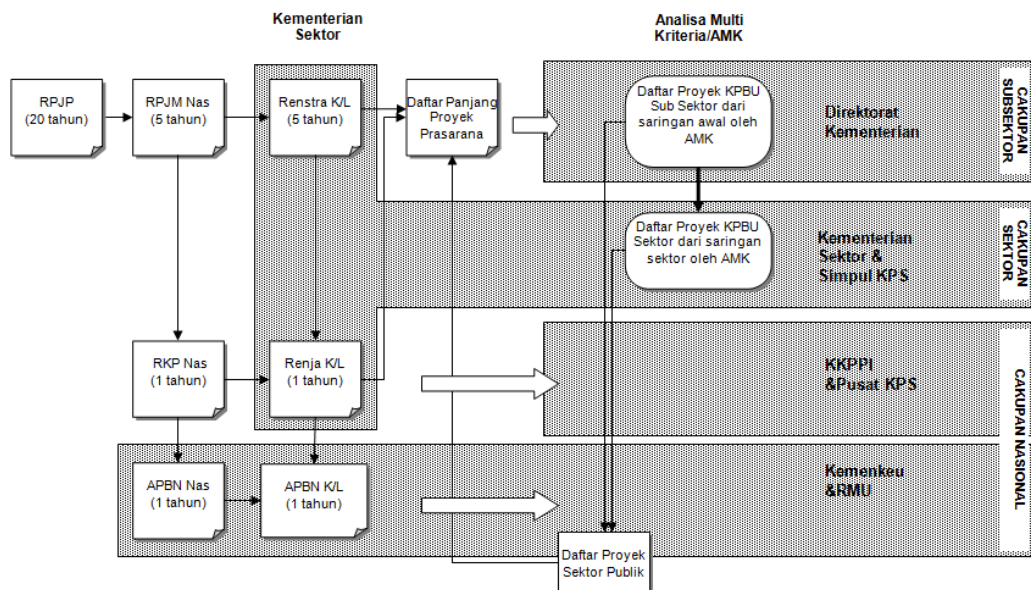 Kementerian
Sektor
Analisa Multi
Kriteria/AMK
RPJP
(20 tahun)
RPJM Nas
(5 tahun)
Renstra K/L
(5 tahun)
Daftar Panjang
Proyek
Prasarana
Daftar Proyek KPBU
Sub Sektor dari
saringan awal oleh
AMK
Direktorat
Kementerian
CAKUPAN
SUBSEKTOR
Daftar Proyek KPBU
Sektor dari saringan
sektor oleh AMK
Kementerian
Sektor &
Simpul KPS
CAKUPAN
SEKTOR
RKP Nas
(1 tahun)
Renja K/L
(1 tahun)
KKPPI
&Pusat KPS
CAKUPAN NASIONAL
APBN Nas
(1 tahun)
APBN K/L
(1 tahun)
Kemenkeu
&RMU
Daftar Proyek
Sektor Publik